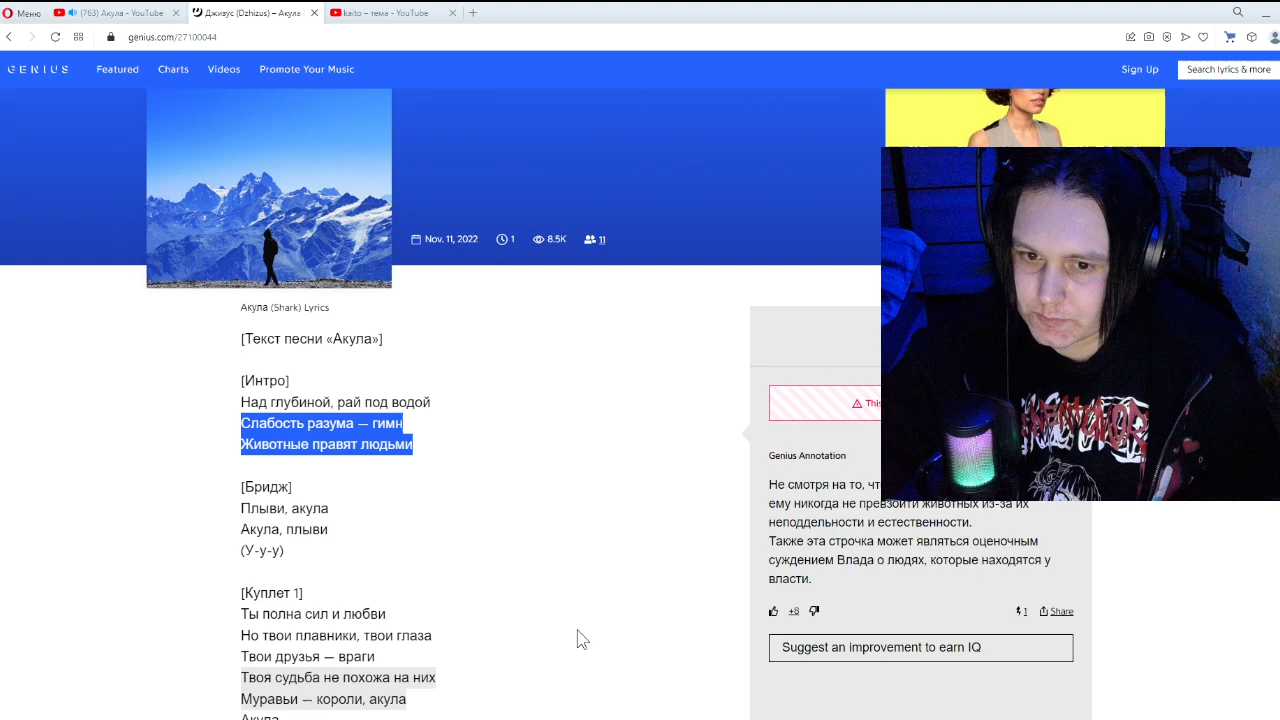 Меню
(763) Акула - YouTube
Джизус (Dzhizus) – Акула
kaito – тема - YouTube
genius.com/27100044
GENIUS
Featured
Charts
Videos
Promote Your Music
Sign Up
Search lyrics & more
Nov. 11, 2022
1
8.5K
11
Акула (Shark) Lyrics
[Текст песни «Акула»]
[Интро]
Над глубиной, рай под водой
Слабость разума — гимн
Животные правят людьми
[Бридж]
Плыви, акула
Акула, плыви
(У-у-у)
[Куплет 1]
Ты полна сил и любви
Но твои плавники, твои глаза
Твои друзья — враги
Твоя судьба не похожа на них
Муравьи — короли, акула
Акула
This
Genius Annotation
Не смотря на то, что
ему никогда не превзойти животных из-за их
неподдельности и естественности.
Также эта строчка может являться оценочным
суждением Влада о людях, которые находятся у
власти.
+8
1
Share
Suggest an improvement to earn IQ